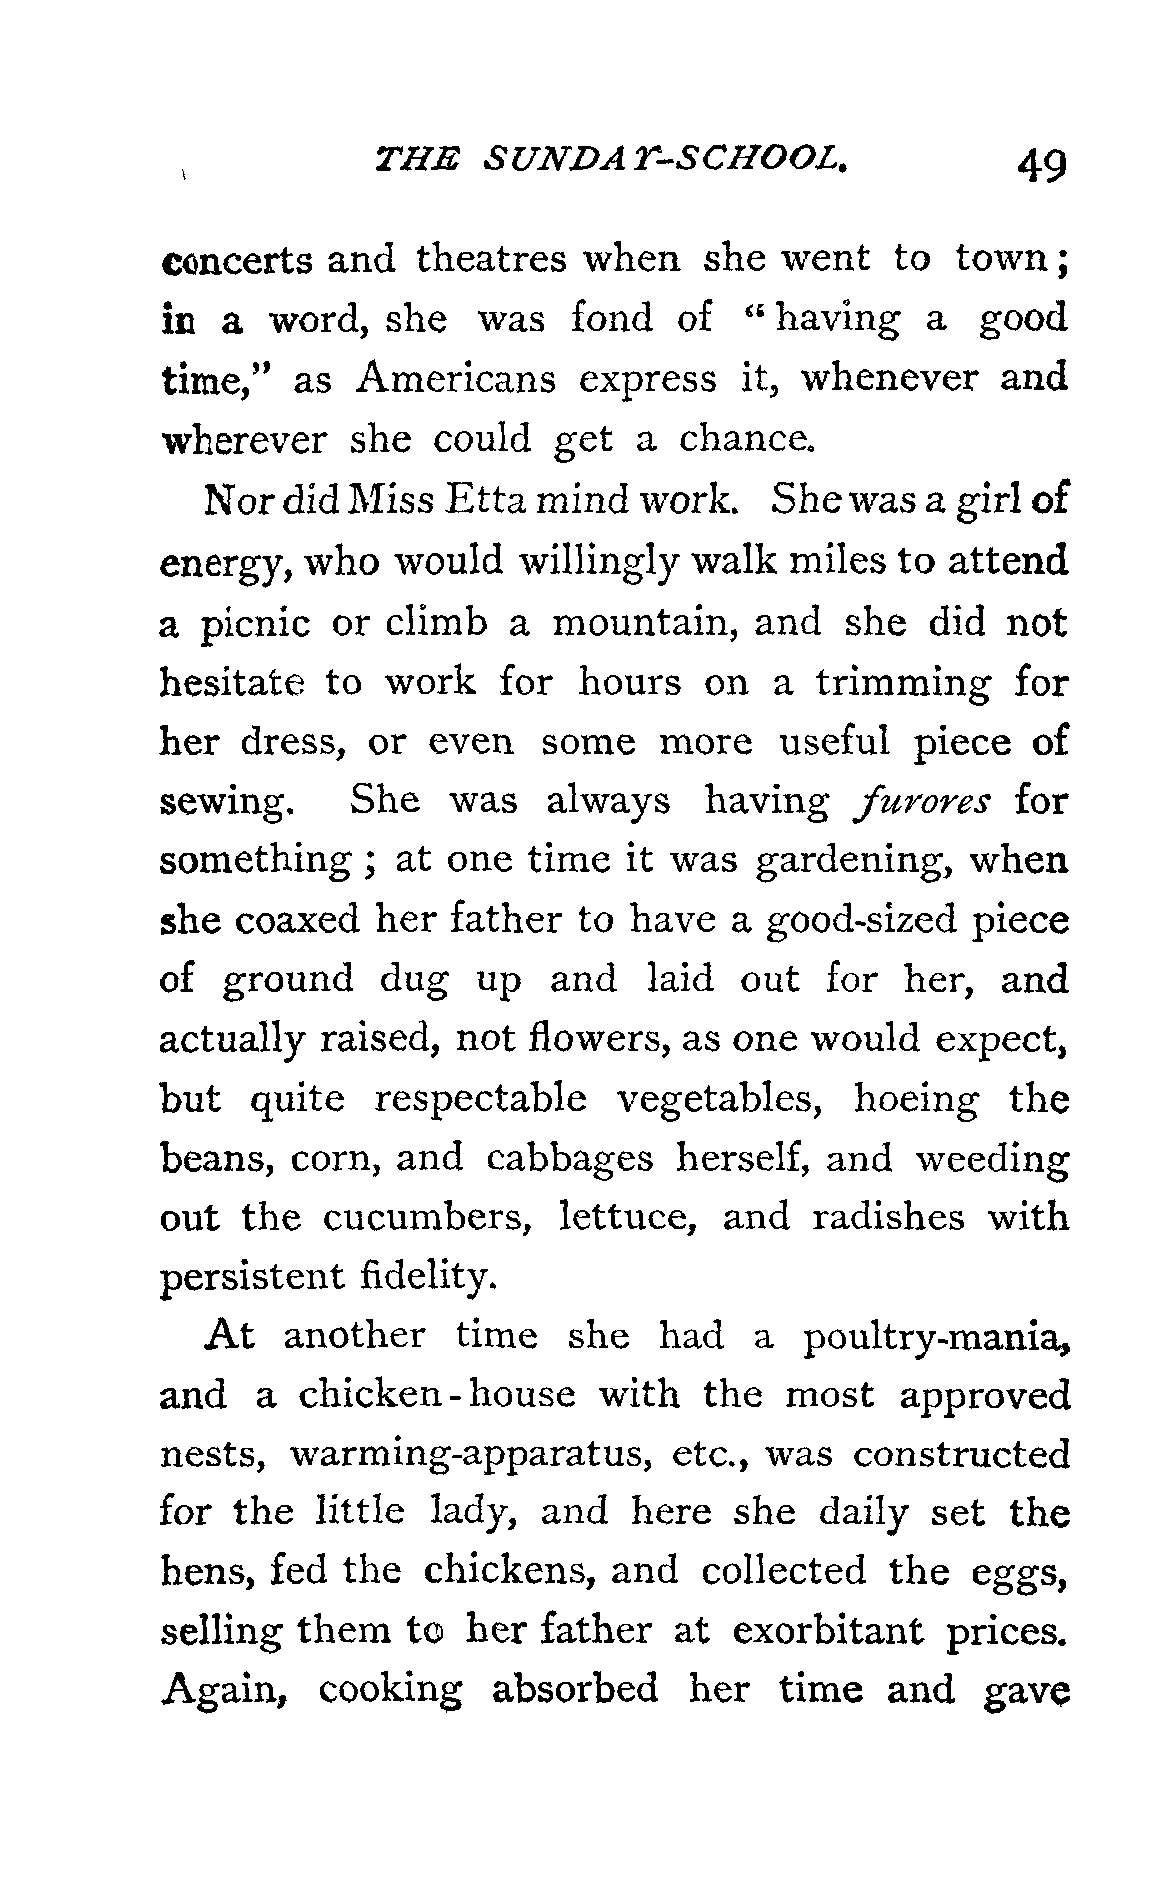 THE SUNDAY-SCHOOL. 49
concerts and theatres when she went to town;
in a word, she was fond of "having a good
time," as Americans express it, whenever and
wherever she could get a chance.
Nor did Miss Etta mind work. She was a girl of
energy, who would willingly walk miles to attend
a picnic or climb a mountain, and she did not
hesitate to work for hours on a trimming for
her dress, or even some more useful piece of
sewing. She was always having furores for
something; at one time it was gardening, when
she coaxed her father to have a good-sized piece
of ground dug up and laid out for her, and
actually raised, not flowers, as one would expect,
but quite respectable vegetables, hoeing the
beans, corn, and cabbages herself, and weeding
out the cucumbers, lettuce, and radishes with
persistent fidelity.
At another time she had a poultry-mania,
and a chicken-house with the most approved
nests, warming-apparatus, etc., was constructed
for the little lady, and here she daily set the
hens, fed the chickens, and collected the eggs,
selling them to her father at exorbitant prices.
Again, cooking absorbed her time and gave